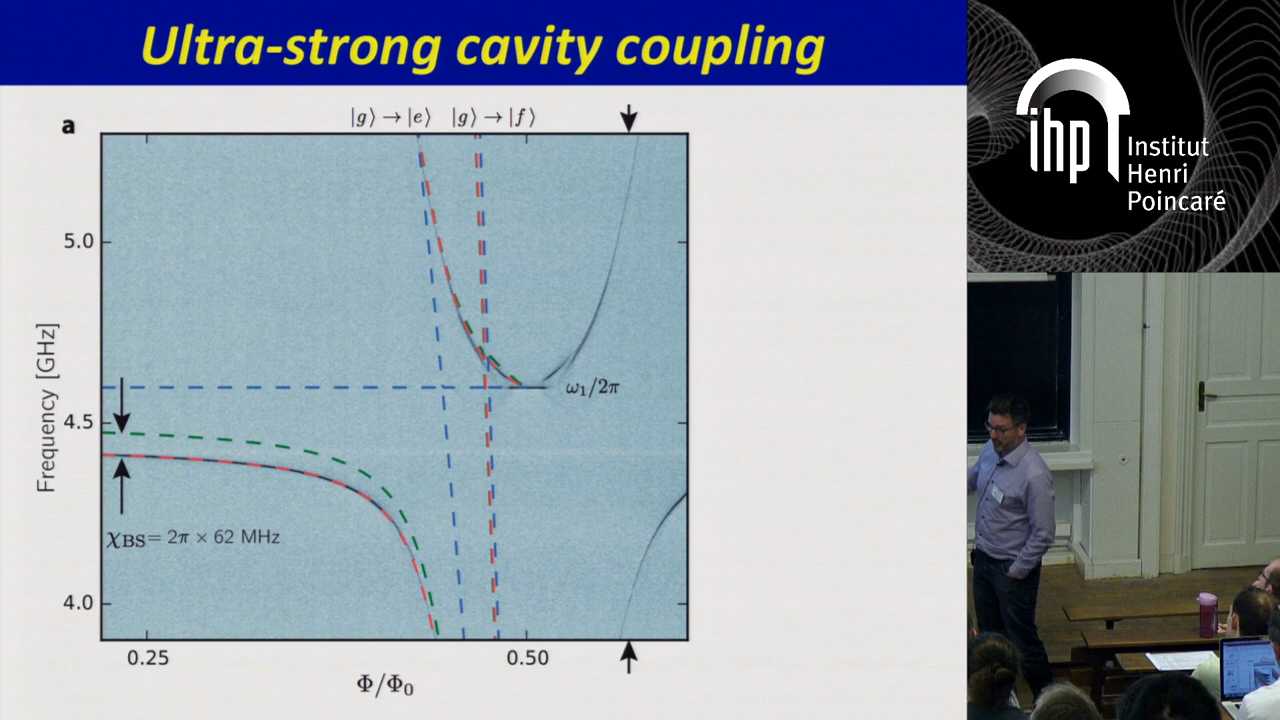 Ultra-strong cavity coupling
a
|g⟩ → |e⟩ |g⟩ → |f⟩
5.0
4.5
4.0
Frequency [GHz]
ω₁/2π
χBS = 2π × 62 MHz
0.25
0.50
Φ/Φ₀
ihp
Institut
Henri
Poincaré